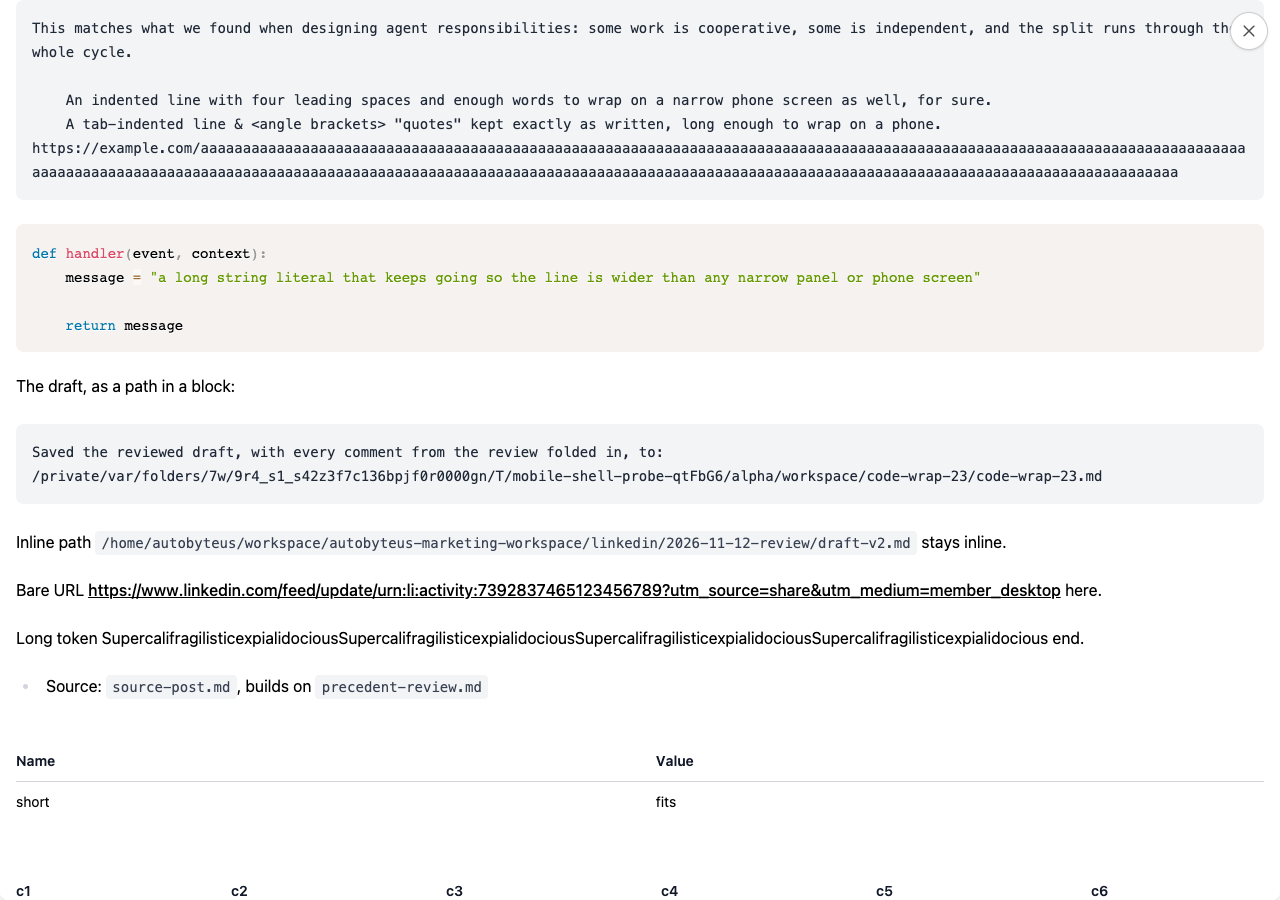 This matches what we found when designing agent responsibilities: some work is cooperative, some is independent, and the split runs through
whole cycle.
    An indented line with four leading spaces and enough words to wrap on a narrow phone screen as well, for sure.
    A tab-indented line & <angle brackets> "quotes" kept exactly as written, long enough to wrap on a phone.
def handler(event, context):
    message = "a long string literal that keeps going so the line is wider than any narrow panel or phone screen"
    return message
The draft, as a path in a block:
Saved the reviewed draft, with every comment from the review folded in, to:
/private/var/folders/7w/9r4_s1_s42z3f7c136bpjf0r0000gn/T/mobile-shell-probe-qtFbG6/alpha/workspace/code-wrap-23/code-wrap-23.md
Inline path /home/autobyteus/workspace/autobyteus-marketing-workspace/linkedin/2026-11-12-review/draft-v2.md stays inline.
Bare URL https://www.linkedin.com/feed/update/urn:li:activity:7392837465123456789?utm_source=share&utm_medium=member_desktop here.
Long token SupercalifragilisticexpialidociousSupercalifragilisticexpialidociousSupercalifragilisticexpialidociousSupercalifragilisticexpialidocious end.
Source: source-post.md, builds on precedent-review.md
Name Value
short fits
c1 c2 c3 c4 c5 c6